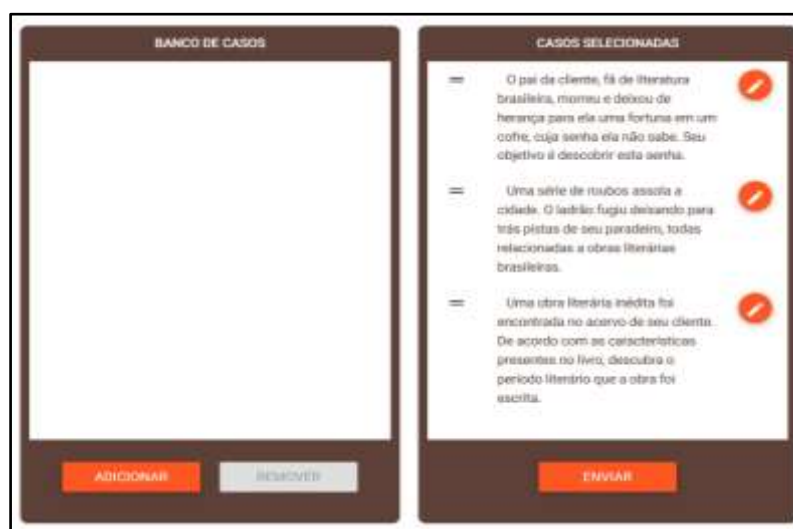 BANCO DE CASOS
ADICIONAR
REMOVER
CASOS SELECIONADAS
O pai da cliente, fã de literatura
brasileira, morreu e deixou de
herança para ela uma fortuna em um
cofre, cuja senha ela não sabe. Seu
objetivo é descobrir esta senha.
Uma série de roubos assola a
cidade. O ladrão fugiu deixando para
trás pistas de seu paradeiro, todas
relacionadas a obras literárias
brasileiras.
Uma obra literária inédita foi
encontrada no acervo de seu cliente.
De acordo com as características
presentes no livro, descubra o
período literário que a obra foi
escrita.
ENVIAR